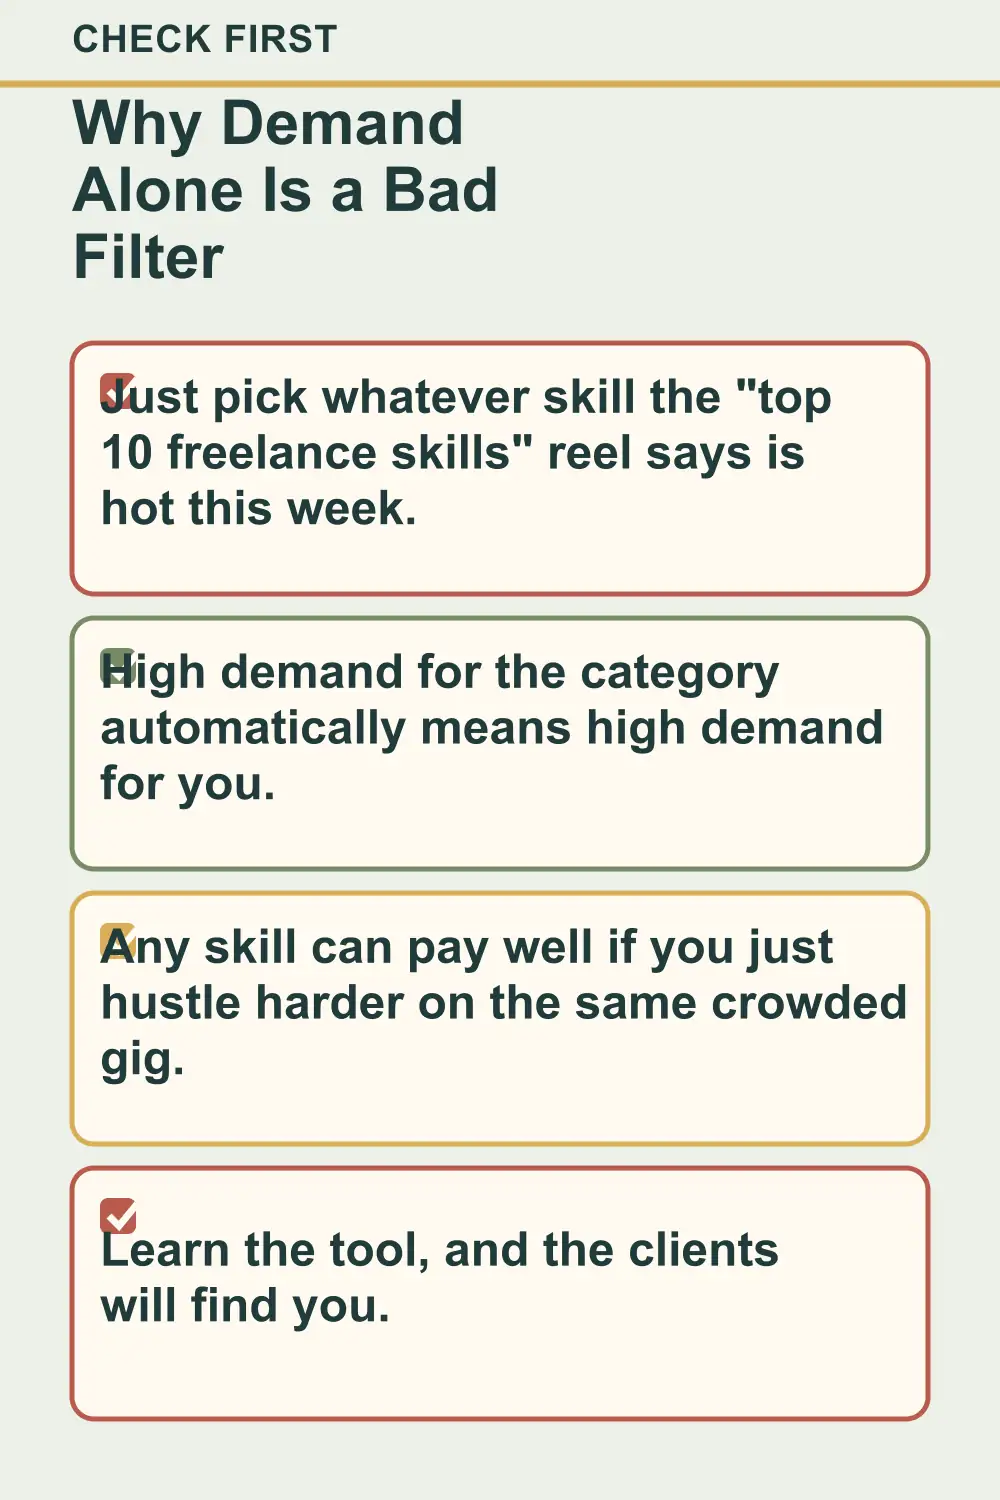 CHECK FIRST
Why Demand
Alone Is a Bad
Filter
Just pick whatever skill the "top
10 freelance skills" reel says is
hot this week.
High demand for the category
automatically means high demand
for you.
Any skill can pay well if you just
hustle harder on the same crowded
gig.
Learn the tool, and the clients
will find you.